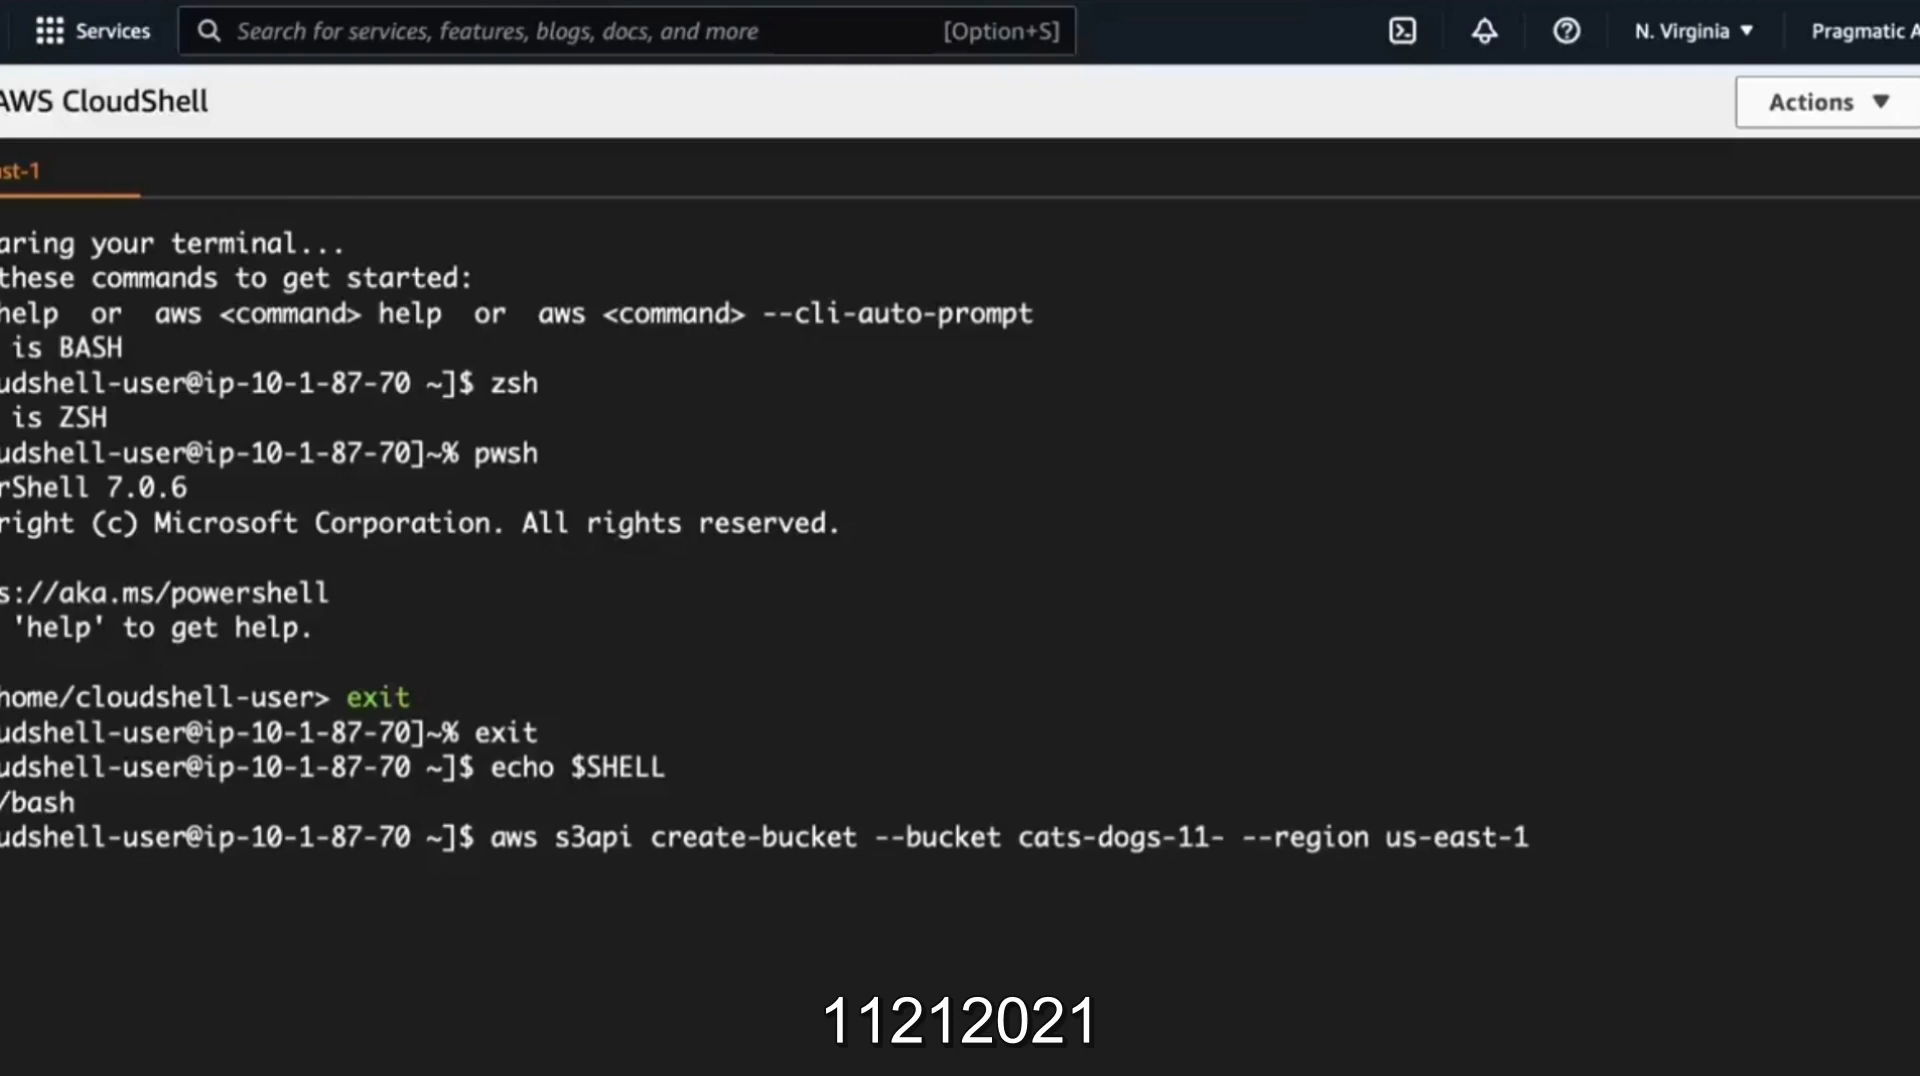 Services Search for services, features, blogs, docs, and more [Option+S] N. Virginia Pragmatic A
AWS CloudShell Actions
st-1
aring your terminal...
these commands to get started:
help or aws <command> help or aws <command> --cli-auto-prompt
is BASH
udshell-user@ip-10-1-87-70 ~]$ zsh
is ZSH
udshell-user@ip-10-1-87-70]~% pwsh
rShell 7.0.6
right (c) Microsoft Corporation. All rights reserved.
s://aka.ms/powershell
'help' to get help.
home/cloudshell-user> exit
udshell-user@ip-10-1-87-70]~% exit
udshell-user@ip-10-1-87-70 ~]$ echo $SHELL
/bash
udshell-user@ip-10-1-87-70 ~]$ aws s3api create-bucket --bucket cats-dogs-11- --region us-east-1
11212021